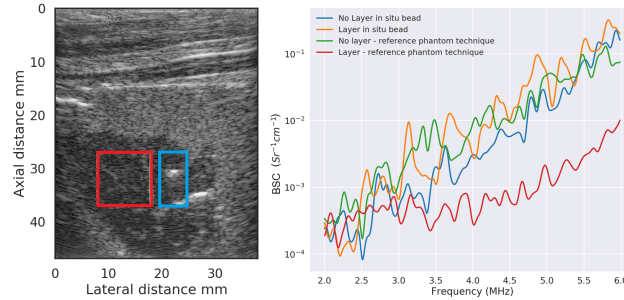 0
10
20
30
40
Axial distance mm
0 10 20 30
Lateral distance mm
No Layer in situ bead
Layer in situ bead
No layer - reference phantom technique
Layer - reference phantom technique
10⁻¹
10⁻²
10⁻³
10⁻⁴
BSC (Sr⁻¹cm⁻¹)
2.0 2.5 3.0 3.5 4.0 4.5 5.0 5.5 6.0
Frequency (MHz)